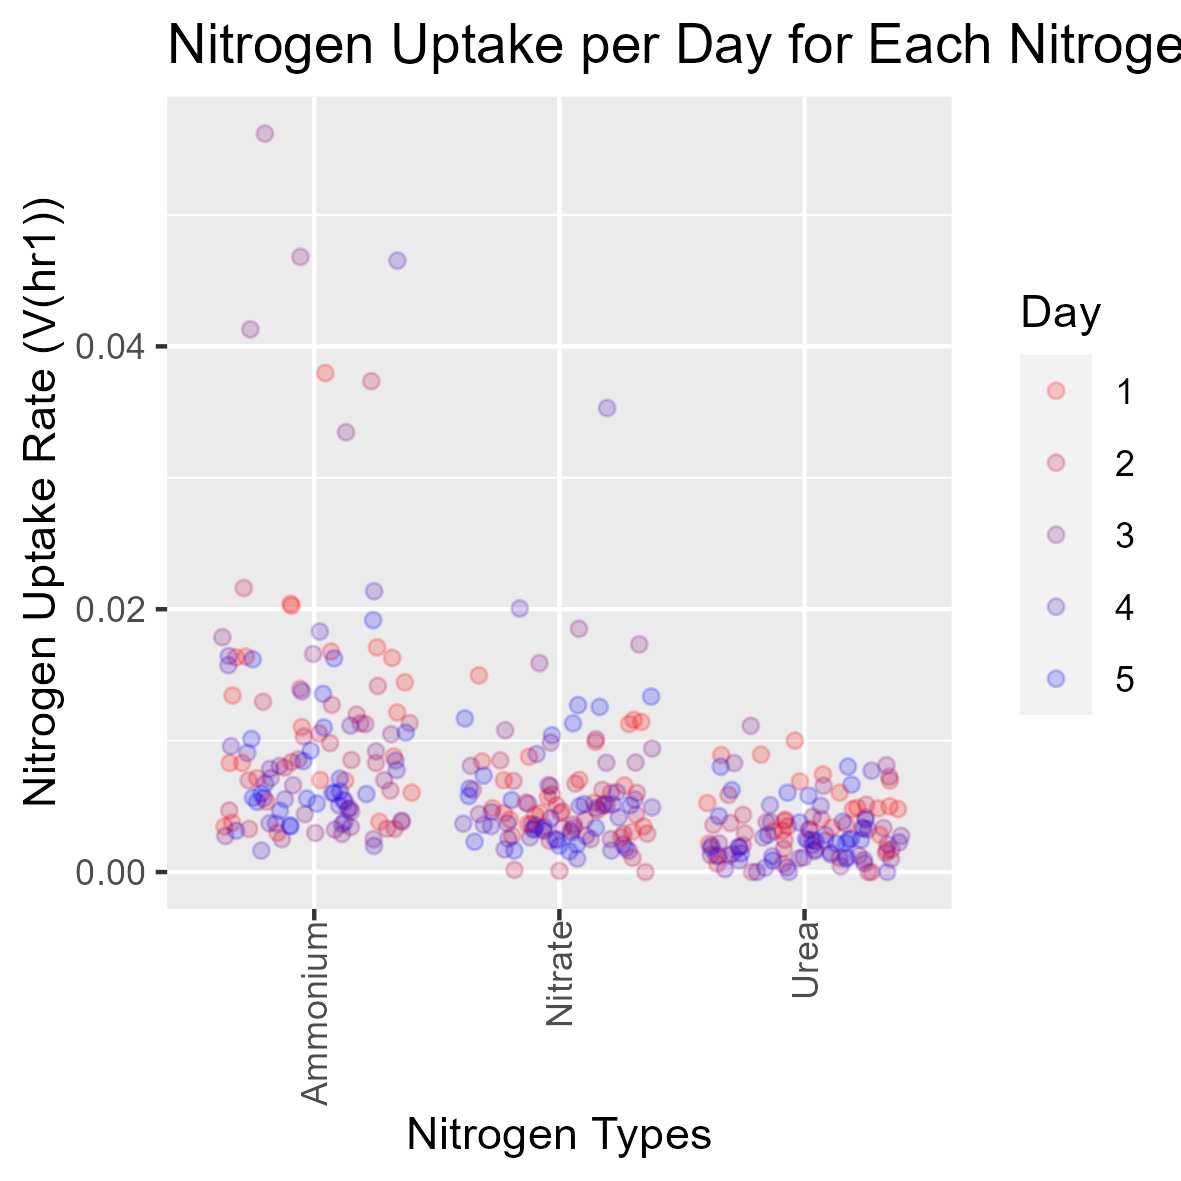 Nitrogen Uptake per Day for Each Nitroge
Nitrogen Uptake Rate (V(hr1))
0.04
0.02
0.00
Ammonium
Nitrate
Urea
Nitrogen Types
Day
1
2
3
4
5